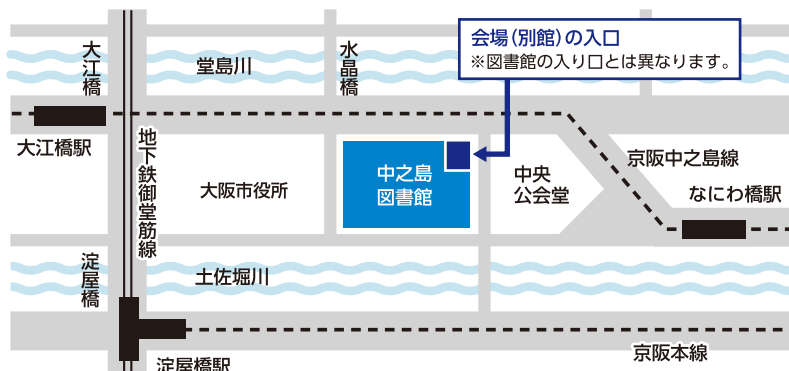 会場（別館）の入口
※図書館の入り口とは異なります。
大江橋
堂島川
水晶橋
大江橋駅
地下鉄御堂筋線
大阪市役所
中之島
図書館
中央
公会堂
京阪中之島線
なにわ橋駅
淀屋橋
土佐堀川
淀屋橋駅
京阪本線